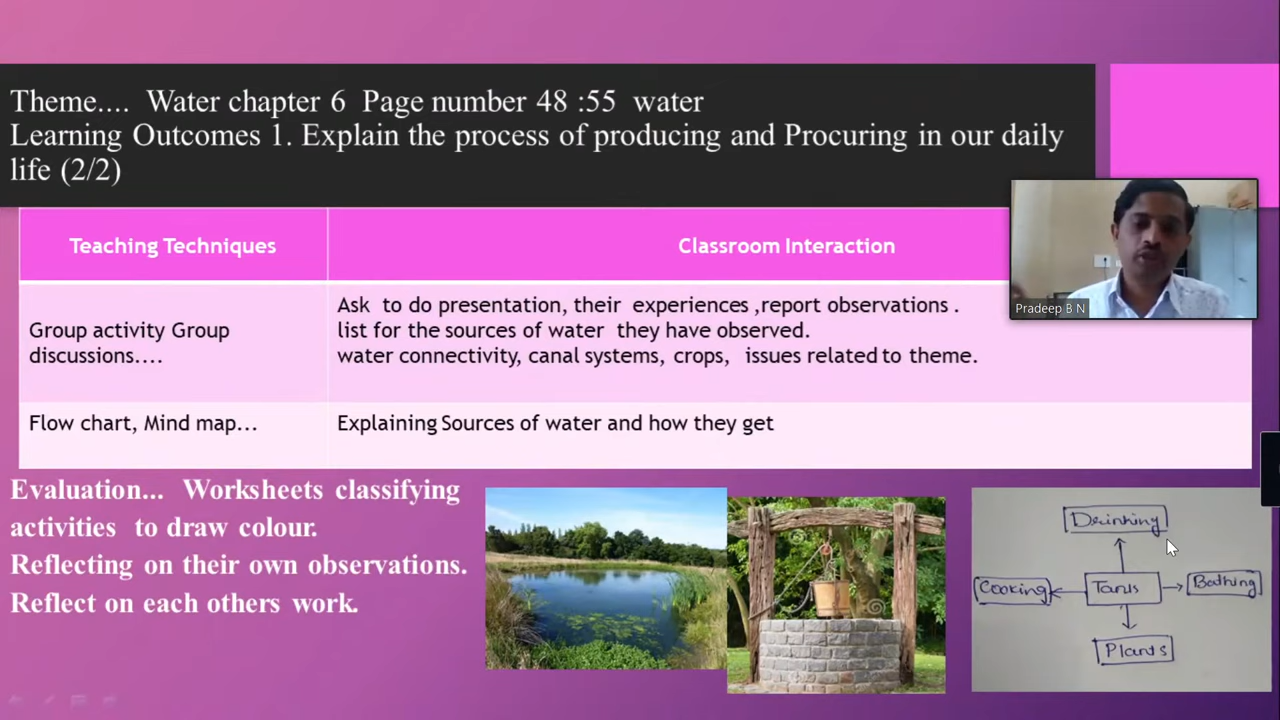 Theme.... Water chapter 6 Page number 48 :55 water
Learning Outcomes 1. Explain the process of producing and Procuring in our daily
life (2/2)
Teaching Techniques
Classroom Interaction
Group activity Group
discussions....
Ask to do presentation, their experiences ,report observations .
list for the sources of water they have observed.
water connectivity, canal systems, crops, issues related to theme.
Flow chart, Mind map...
Explaining Sources of water and how they get
Pradeep B N
Evaluation... Worksheets classifying
activities to draw colour.
Reflecting on their own observations.
Reflect on each others work.
Drinking
Cooking
Bathing
Plants